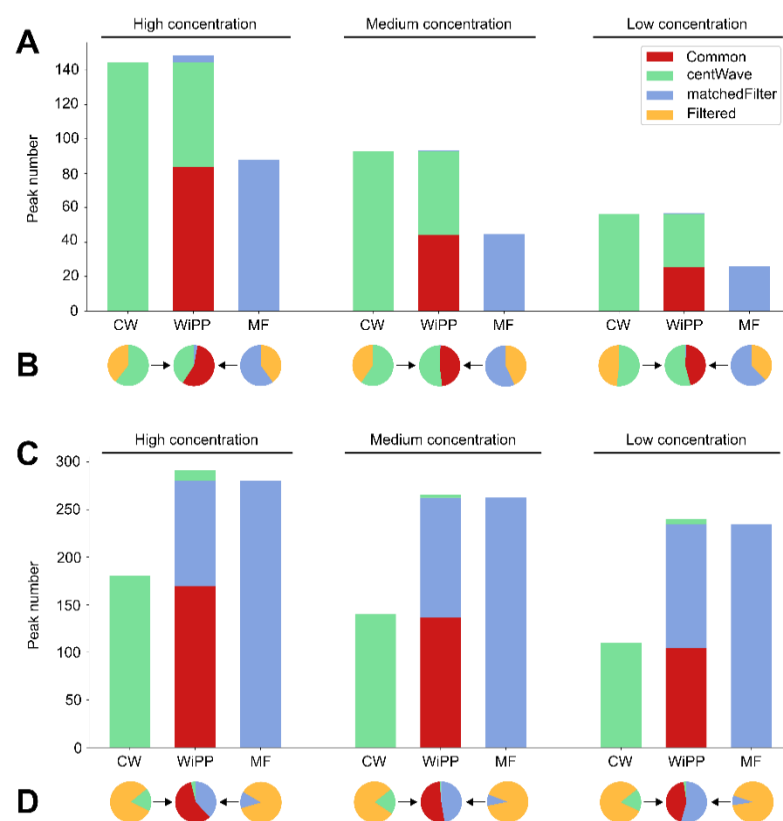 A
High concentration Medium concentration Low concentration
Common
centWave
matchedFilter
Filtered
Peak number
140
120
100
80
60
40
20
0
CW WiPP MF CW WiPP MF CW WiPP MF
B
C
High concentration Medium concentration Low concentration
Peak number
300
250
200
150
100
50
0
CW WiPP MF CW WiPP MF CW WiPP MF
D